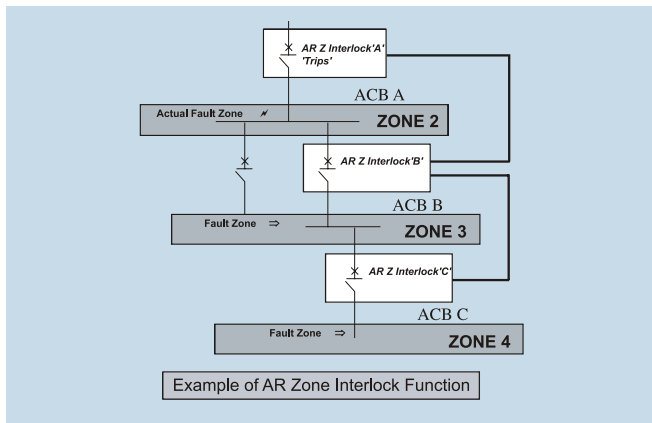 AR Z Interlock'A'
'Trips'
ACB A
Actual Fault Zone
ZONE 2
AR Z Interlock'B'
ACB B
Fault Zone ⇒
ZONE 3
AR Z Interlock'C'
ACB C
Fault Zone ⇒
ZONE 4
Example of AR Zone Interlock Function